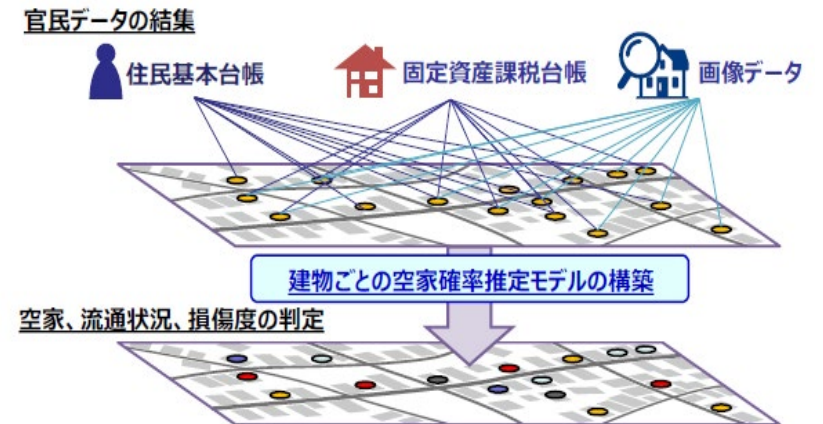 官民データの結集
住民基本台帳
固定資産課税台帳
画像データ
建物ごとの空家確率推定モデルの構築
空家、流通状況、損傷度の判定